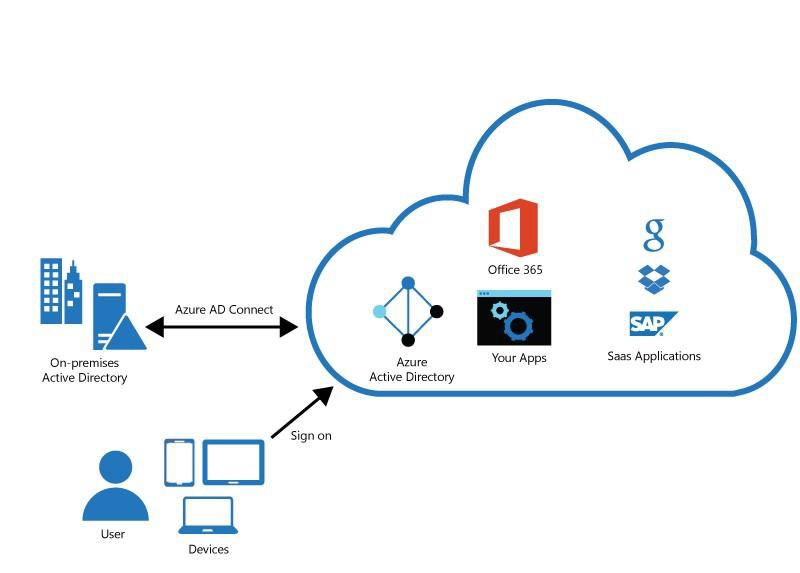 Office 365
g
SAP
Azure AD Connect
Your Apps
Saas Applications
On-premises
Active Directory
Azure
Active Directory
Sign on
User
Devices